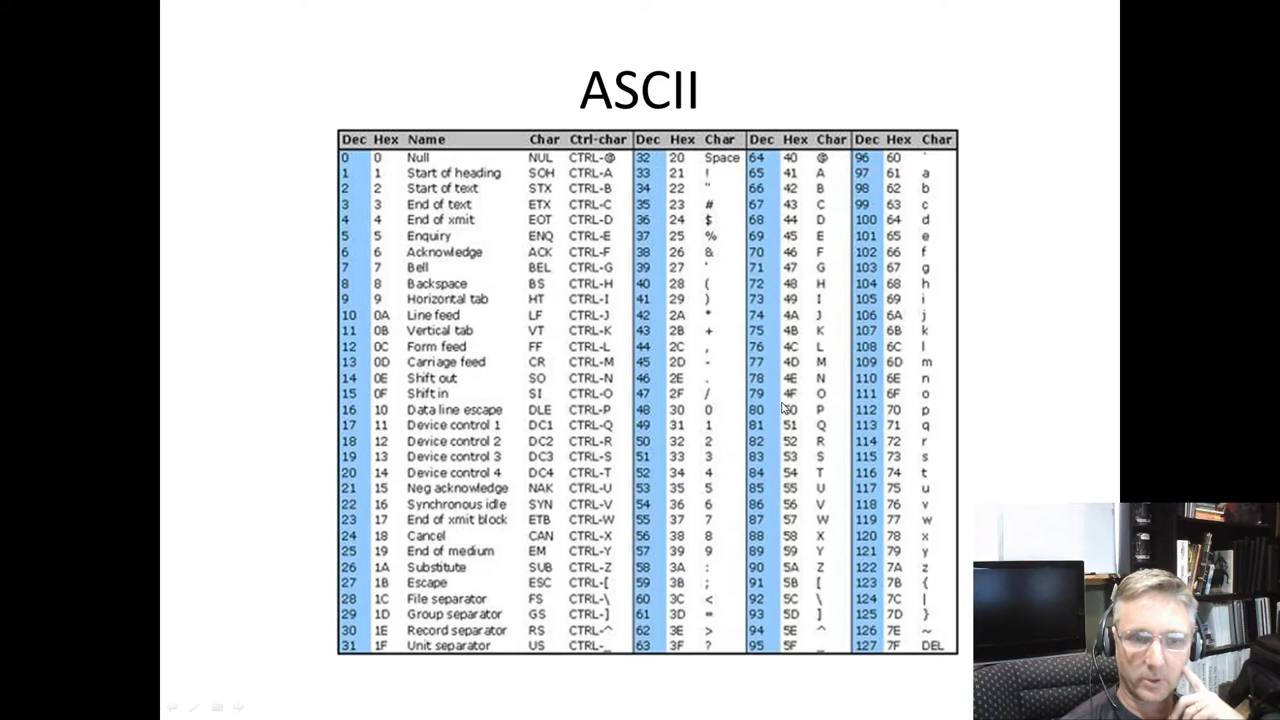 ASCII
Dec Hex Name Char Ctrl-char Dec Hex Char Dec Hex Char Dec Hex Char
0 0 Null NUL CTRL-@ 32 20 Space 64 40 @ 96 60 `
1 1 Start of heading SOH CTRL-A 33 21 ! 65 41 A 97 61 a
2 2 Start of text STX CTRL-B 34 22 " 66 42 B 98 62 b
3 3 End of text ETX CTRL-C 35 23 # 67 43 C 99 63 c
4 4 End of xmit EOT CTRL-D 36 24 $ 68 44 D 100 64 d
5 5 Enquiry ENQ CTRL-E 37 25 % 69 45 E 101 65 e
6 6 Acknowledge ACK CTRL-F 38 26 & 70 46 F 102 66 f
7 7 Bell BEL CTRL-G 39 27 ' 71 47 G 103 67 g
8 8 Backspace BS CTRL-H 40 28 ( 72 48 H 104 68 h
9 9 Horizontal tab HT CTRL-I 41 29 ) 73 49 I 105 69 i
10 0A Line feed LF CTRL-J 42 2A * 74 4A J 106 6A j
11 0B Vertical tab VT CTRL-K 43 2B + 75 4B K 107 6B k
12 0C Form feed FF CTRL-L 44 2C , 76 4C L 108 6C l
13 0D Carriage feed CR CTRL-M 45 2D - 77 4D M 109 6D m
14 0E Shift out SO CTRL-N 46 2E . 78 4E N 110 6E n
15 0F Shift in SI CTRL-O 47 2F / 79 4F O 111 6F o
16 10 Data line escape DLE CTRL-P 48 30 0 80 50 P 112 70 p
17 11 Device control 1 DC1 CTRL-Q 49 31 1 81 51 Q 113 71 q
18 12 Device control 2 DC2 CTRL-R 50 32 2 82 52 R 114 72 r
19 13 Device control 3 DC3 CTRL-S 51 33 3 83 53 S 115 73 s
20 14 Device control 4 DC4 CTRL-T 52 34 4 84 54 T 116 74 t
21 15 Neg acknowledge NAK CTRL-U 53 35 5 85 55 U 117 75 u
22 16 Synchronous idle SYN CTRL-V 54 36 6 86 56 V 118 76 v
23 17 End of xmit block ETB CTRL-W 55 37 7 87 57 W 119 77 w
24 18 Cancel CAN CTRL-X 56 38 8 88 58 X 120 78 x
25 19 End of medium EM CTRL-Y 57 39 9 89 59 Y 121 79 y
26 1A Substitute SUB CTRL-Z 58 3A : 90 5A Z 122 7A z
27 1B Escape ESC CTRL-[ 59 3B ; 91 5B [ 123 7B {
28 1C File separator FS CTRL-\ 60 3C < 92 5C \ 124 7C |
29 1D Group separator GS CTRL-] 61 3D = 93 5D ] 125 7D }
30 1E Record separator RS CTRL-^ 62 3E > 94 5E ^ 126 7E ~
31 1F Unit separator US CTRL-_ 63 3F ? 95 5F _ 127 7F DEL